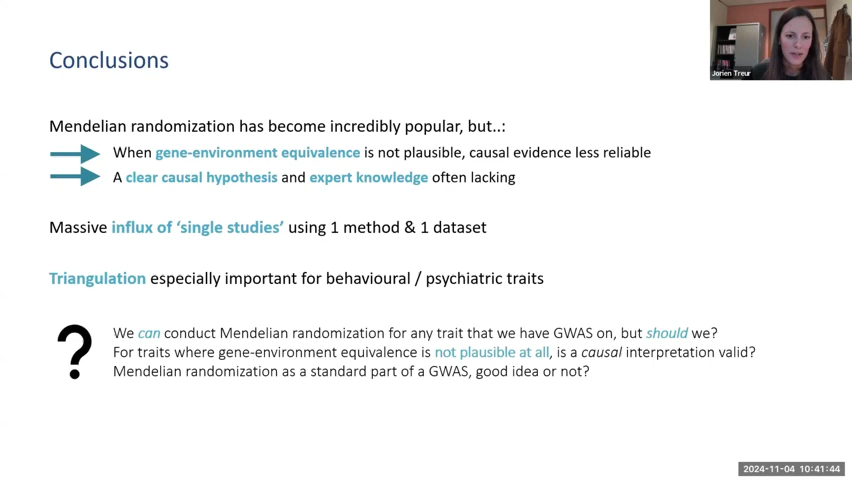 Conclusions
Jorien Treur
Mendelian randomization has become incredibly popular, but..:
When gene-environment equivalence is not plausible, causal evidence less reliable
A clear causal hypothesis and expert knowledge often lacking
Massive influx of ‘single studies’ using 1 method & 1 dataset
Triangulation especially important for behavioural / psychiatric traits
?
We can conduct Mendelian randomization for any trait that we have GWAS on, but should we?
For traits where gene-environment equivalence is not plausible at all, is a causal interpretation valid?
Mendelian randomization as a standard part of a GWAS, good idea or not?
2024-11-04 10:41:44